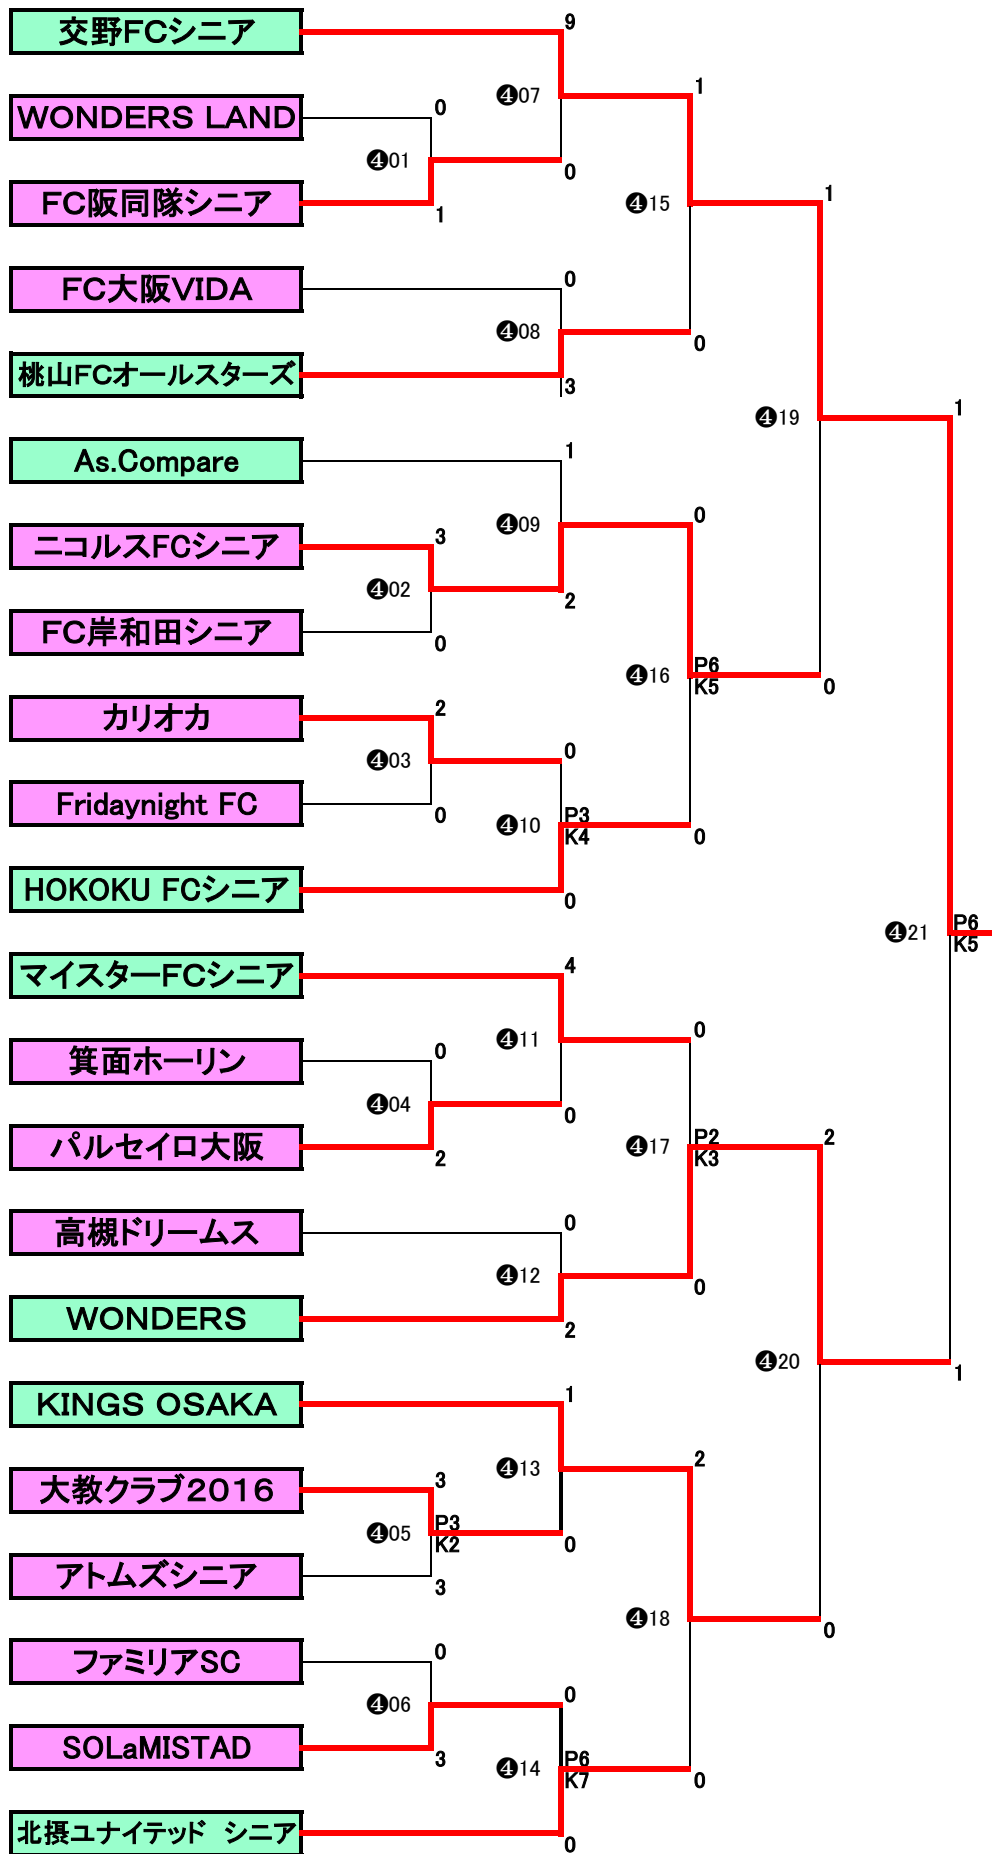 交野FCシニア
9
❹07
1
WONDERS LAND
0
❹01
0
FC阪同隊シニア
1
❹15
1
FC大阪VIDA
0
❹08
0
桃山FCオールスターズ
3
❹19
1
As.Compare
1
❹09
0
ニコルスFCシニア
3
❹02
2
FC岸和田シニア
0
❹16
P6
K5
0
カリオカ
2
❹03
0
Fridaynight FC
0
❹10
P3
K4
0
HOKOKU FCシニア
0
❹21
P6
K5
マイスターFCシニア
4
❹11
0
箕面ホーリン
0
❹04
0
パルセイロ大阪
2
❹17
P2
K3
2
高槻ドリームス
0
❹12
0
WONDERS
2
❹20
1
KINGS OSAKA
1
❹13
2
大教クラブ2016
3
❹05
P3
K2
0
アトムズシニア
3
❹18
0
ファミリアSC
0
❹06
0
SOLaMISTAD
3
❹14
P6
K7
0
北摂ユナイテッド シニア
0